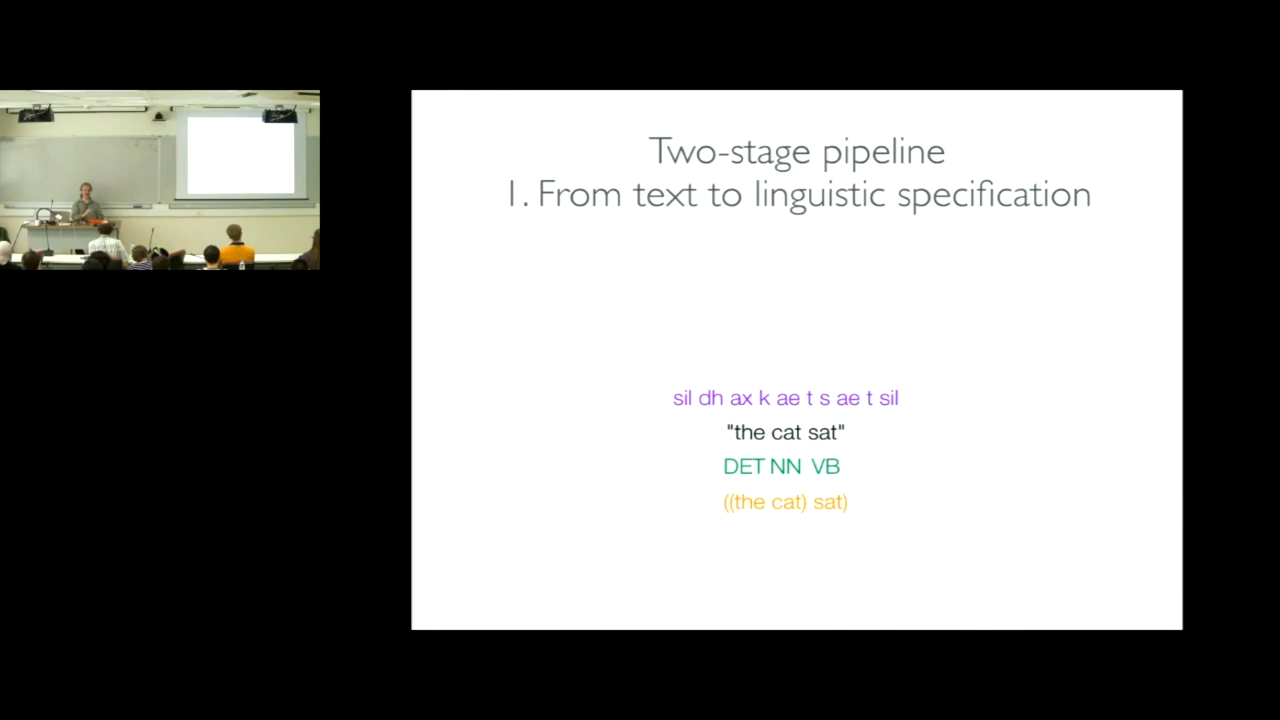 Two-stage pipeline
1. From text to linguistic specification
sil dh ax k ae t s ae t sil
"the cat sat"
DET NN VB
((the cat) sat)